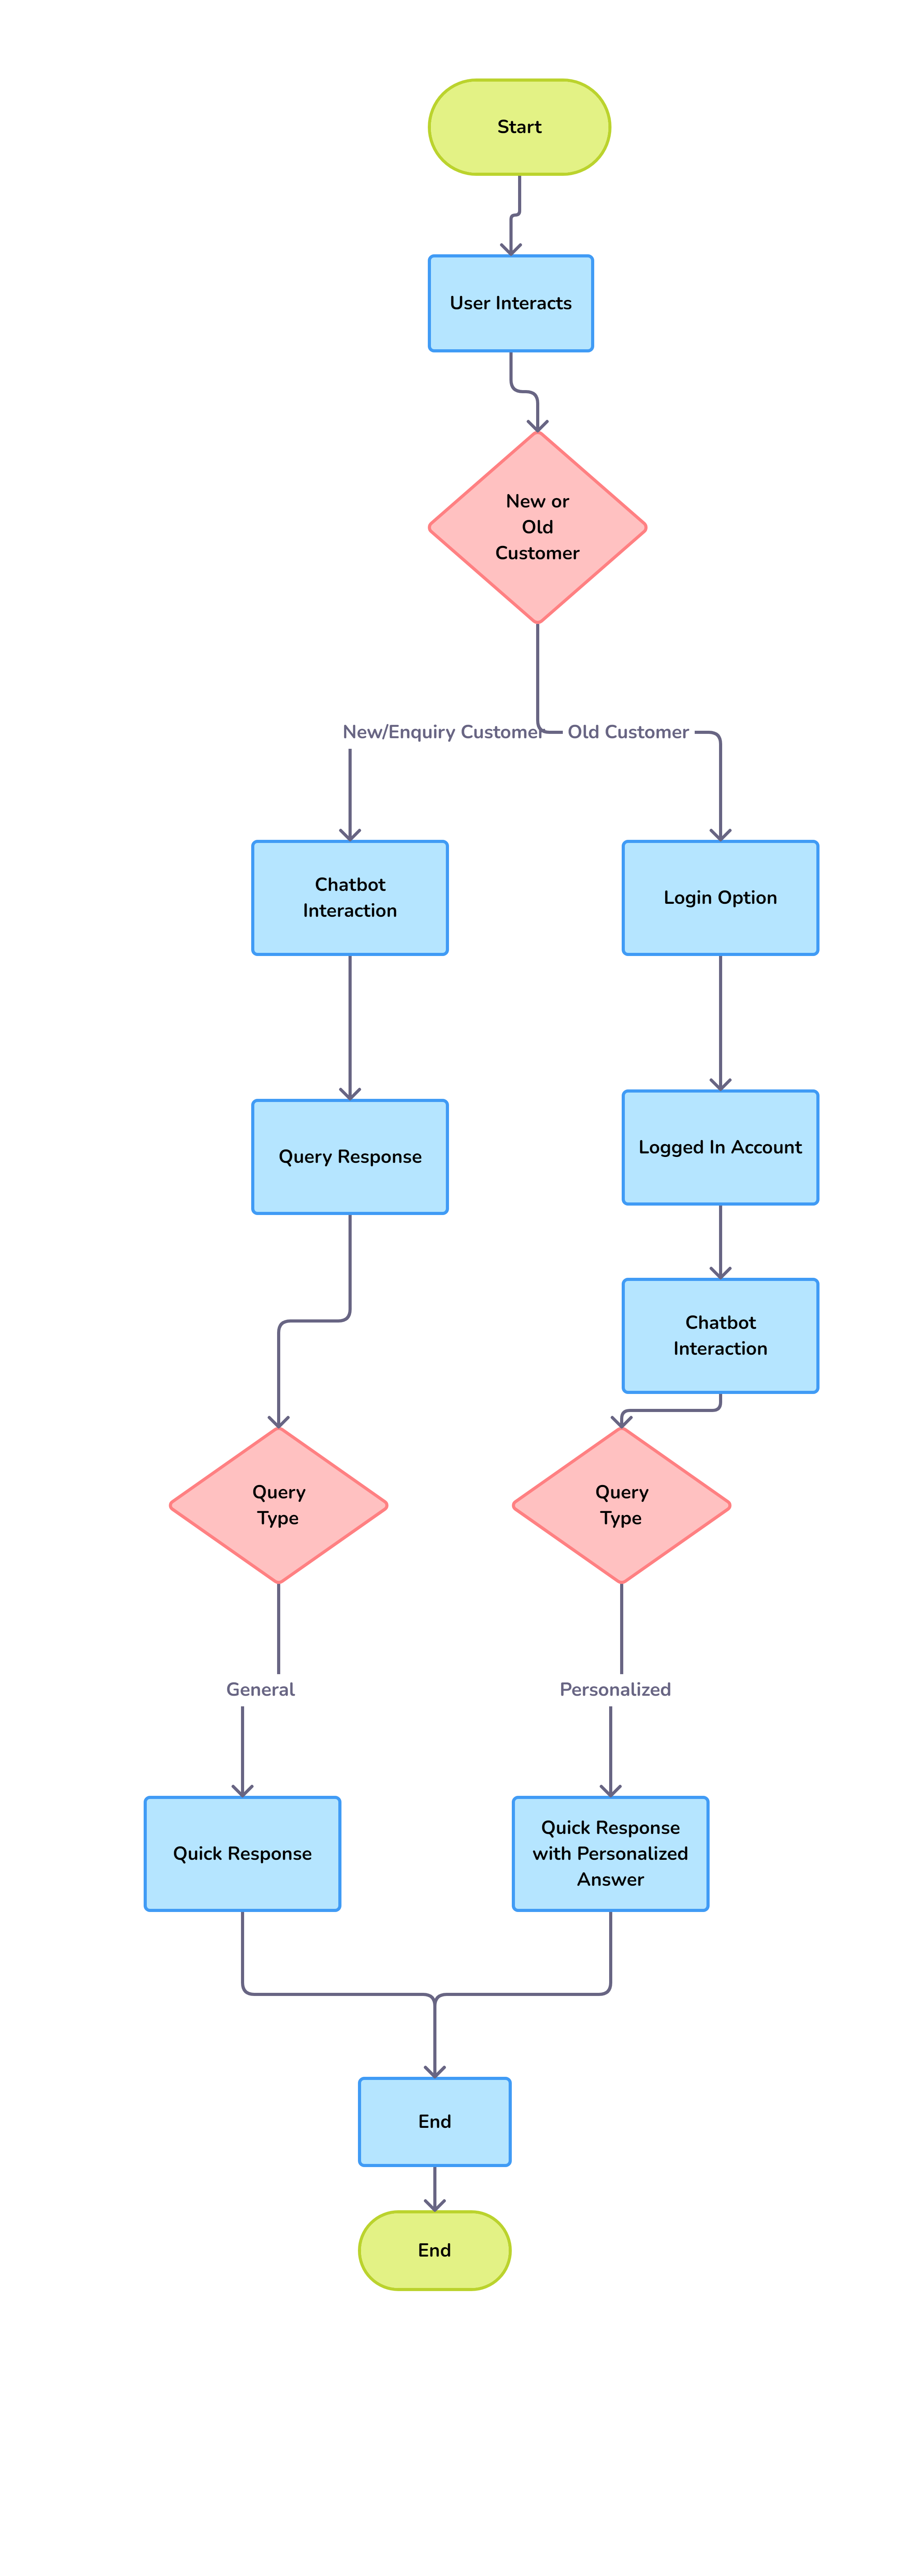 Start
User Interacts
New or
Old
Customer
New/Enquiry Customer
Old Customer
Chatbot
Interaction
Login Option
Query Response
Logged In Account
Chatbot
Interaction
Query
Type
Query
Type
General
Personalized
Quick Response
Quick Response
with Personalized
Answer
End
End